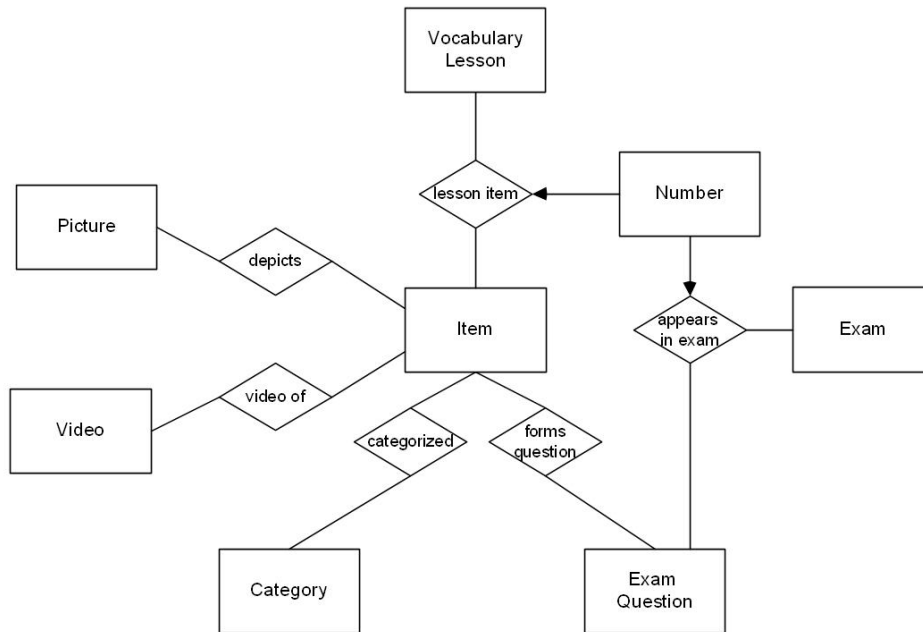 Vocabulary
Lesson
lesson item
Number
Picture
depicts
Item
appears
in exam
Exam
Video
video of
categorized
forms
question
Category
Exam
Question